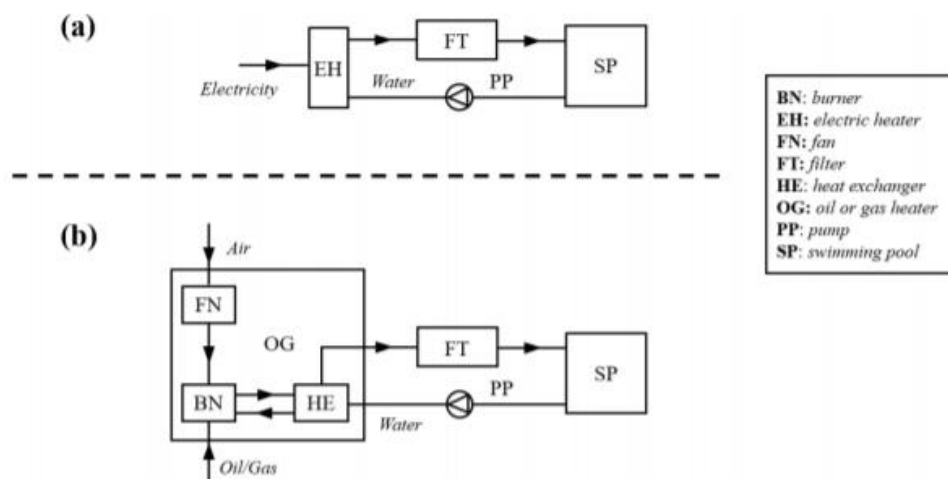 (a)
FT
EH
SP
Electricity
Water
PP
BN: burner
EH: electric heater
FN: fan
FT: filter
HE: heat exchanger
OG: oil or gas heater
PP: pump
SP: swimming pool
(b)
Air
FN
OG
FT
SP
BN
HE
PP
Water
Oil/Gas